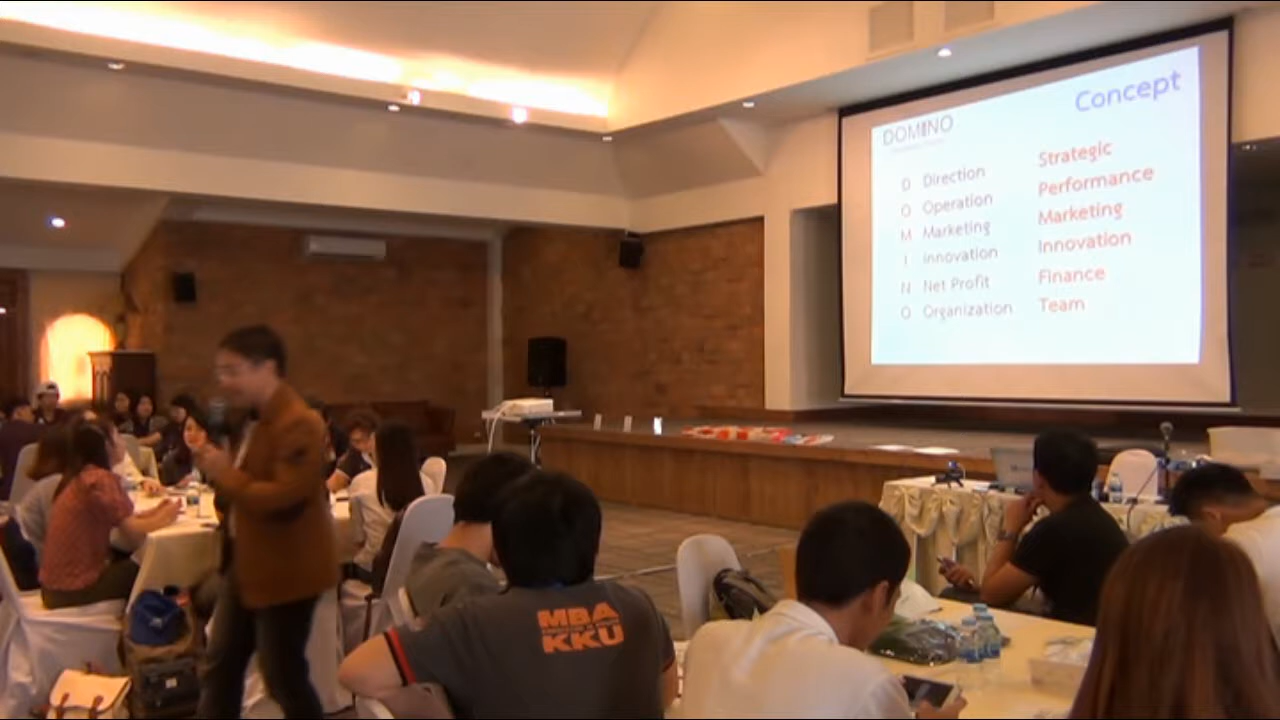 Concept
DOMINO
D Direction Strategic
O Operation Performance
M Marketing Marketing
I Innovation Innovation
N Net Profit Finance
O Organization Team
MBA
KKU